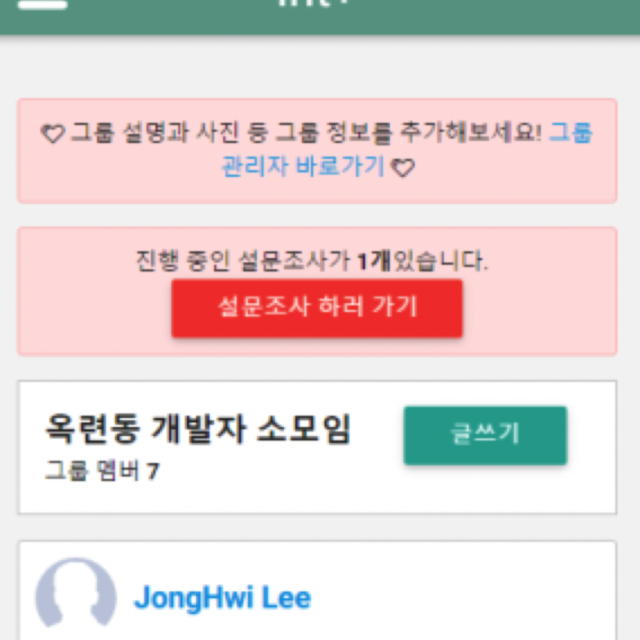 그룹 설명과 사진 등 그룹 정보를 추가해보세요! 그룹
관리자 바로가기
진행 중인 설문조사가 1개있습니다.
설문조사 하러 가기
옥련동 개발자 소모임
글쓰기
그룹 멤버 7
JongHwi Lee